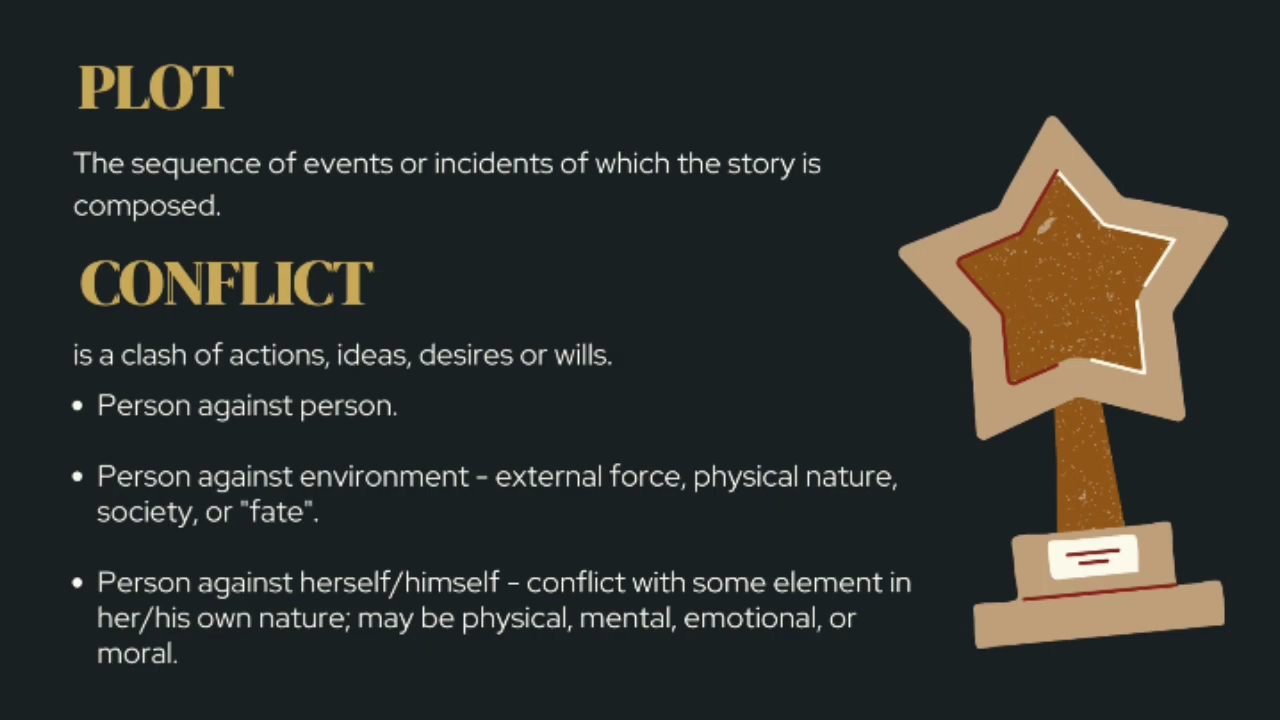 PLOT
The sequence of events or incidents of which the story is
composed.
CONFLICT
is a clash of actions, ideas, desires or wills.
• Person against person.
• Person against environment - external force, physical nature,
society, or "fate".
• Person against herself/himself - conflict with some element in
her/his own nature; may be physical, mental, emotional, or
moral.